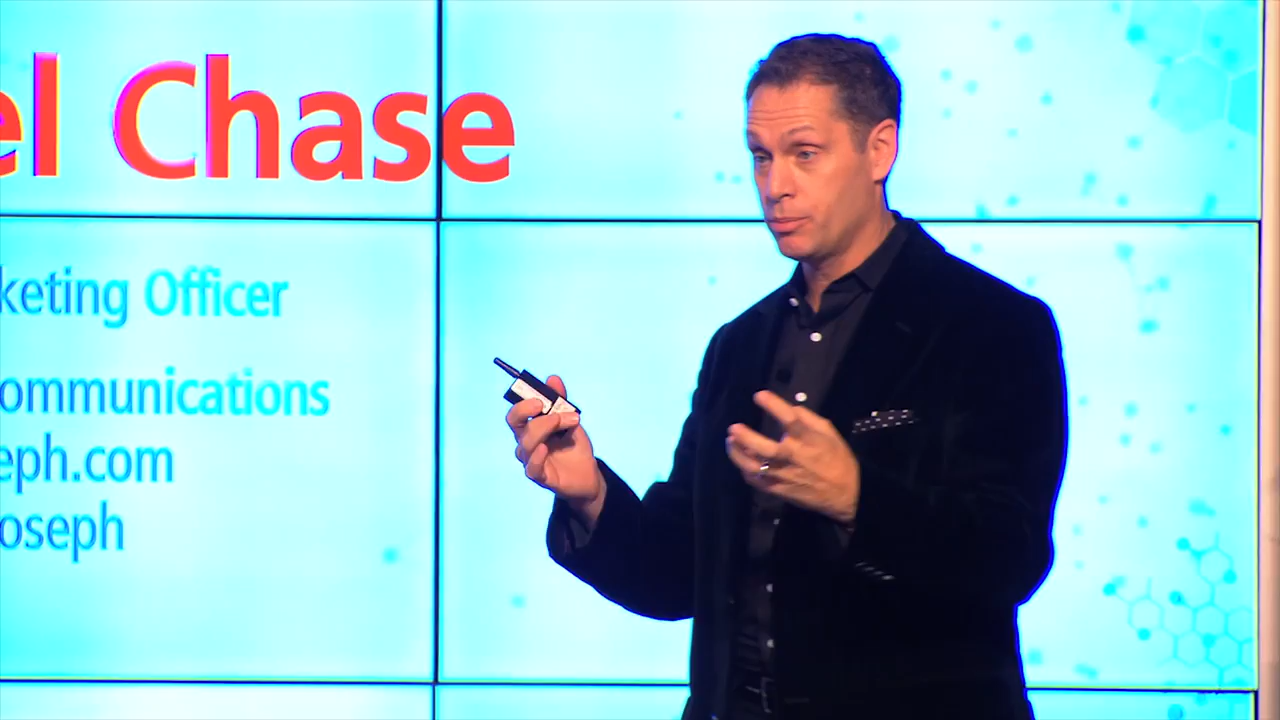 el Chase
keting Officer
ommunications
eph.com
oseph